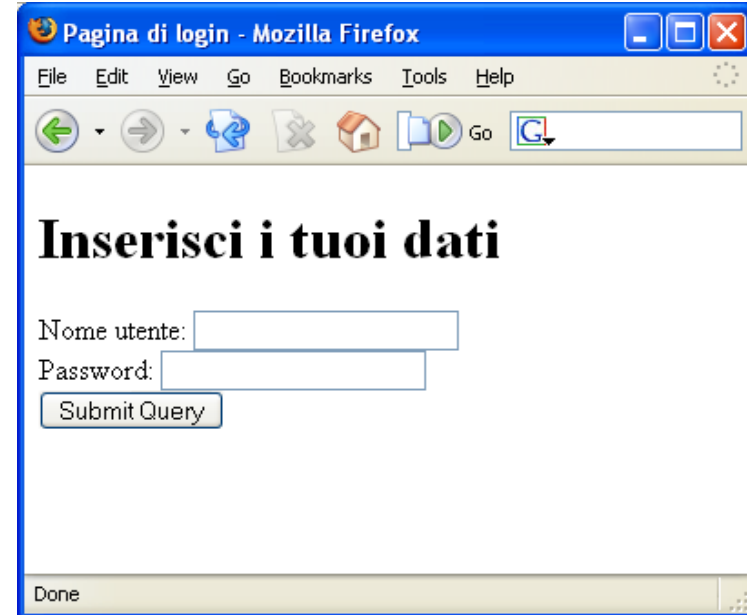 Pagina di login - Mozilla Firefox
File Edit View Go Bookmarks Tools Help
Go G
Inserisci i tuoi dati
Nome utente:
Password:
Submit Query
Done